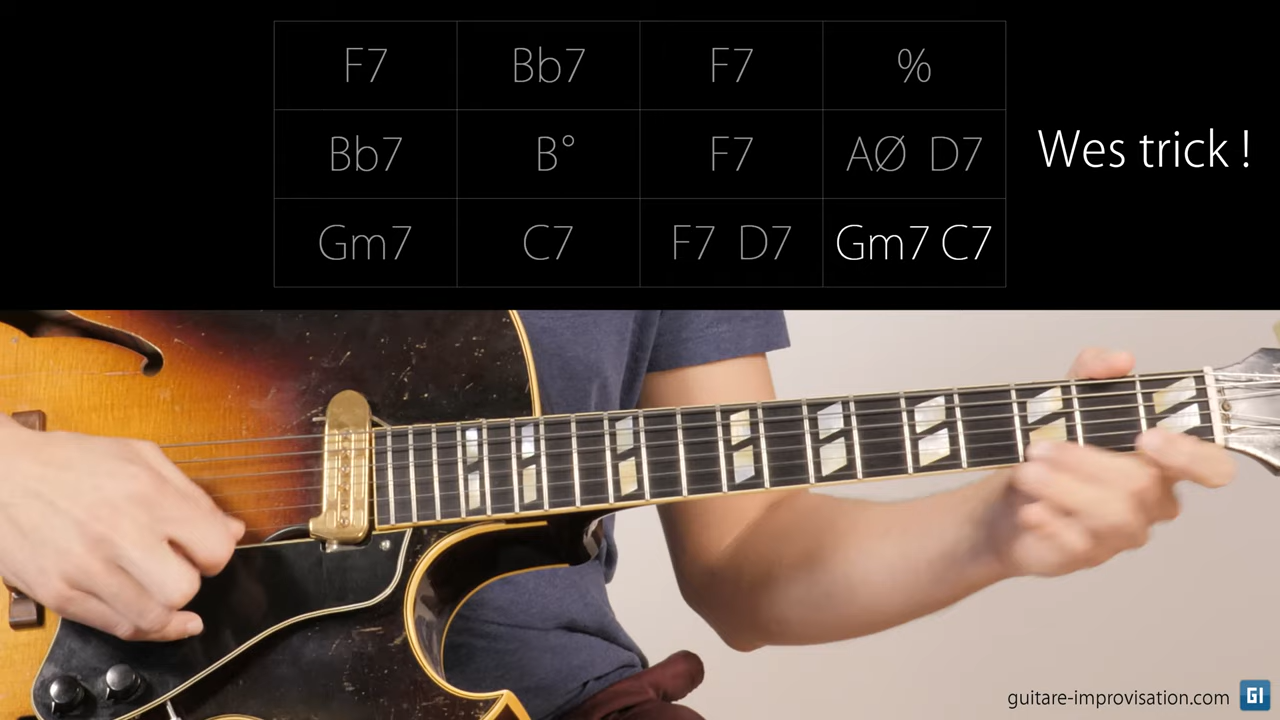 F7 Bb7 F7 %
Bb7 B° F7 AØ D7 Wes trick !
Gm7 C7 F7 D7 Gm7 C7
guitare-improvisation.com GI